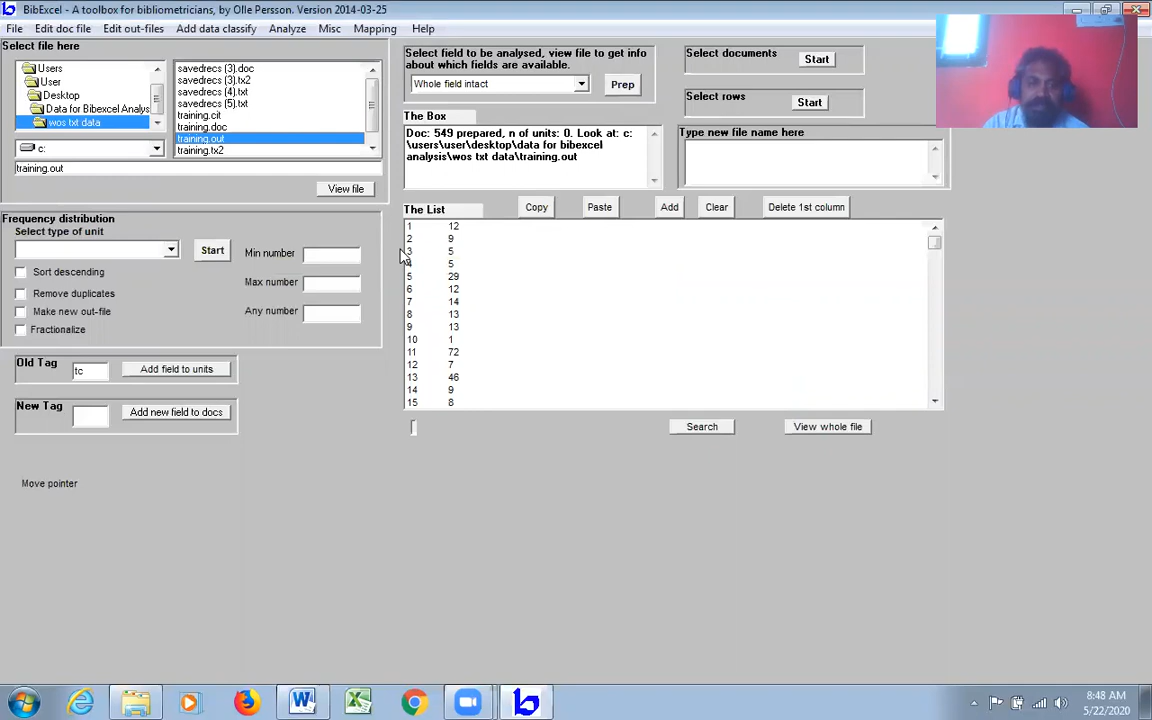 BibExcel - A toolbox for bibliometricians, by Olle Persson. Version 2014-03-25
File Edit doc file Edit out-files Add data classify Analyze Misc Mapping Help
Select file here
Users
User
Desktop
Data for Bibexcel Analys
wos txt data
c:
savedrecs (3).doc
savedrecs (3).tx2
savedrecs (4).txt
savedrecs (5).txt
training.cit
training.doc
training.out
training.tx2
training.out
View file
Select field to be analysed, view file to get info
about which fields are available.
Whole field intact
Prep
Select documents
Start
Select rows
Start
The Box
Doc: 549 prepared, n of units: 0. Look at: c:
\users\user\desktop\data for bibexcel
analysis\wos txt data\training.out
Type new file name here
The List
Copy
Paste
Add
Clear
Delete 1st column
1 12
2 9
3 5
4 5
5 29
6 12
7 14
8 13
9 13
10 1
11 72
12 7
13 46
14 9
15 8
Search
View whole file
Frequency distribution
Select type of unit
Start
Min number
Sort descending
Max number
Remove duplicates
Make new out-file
Any number
Fractionalize
Old Tag
tc
Add field to units
New Tag
Add new field to docs
Move pointer
8:48 AM
5/22/2020